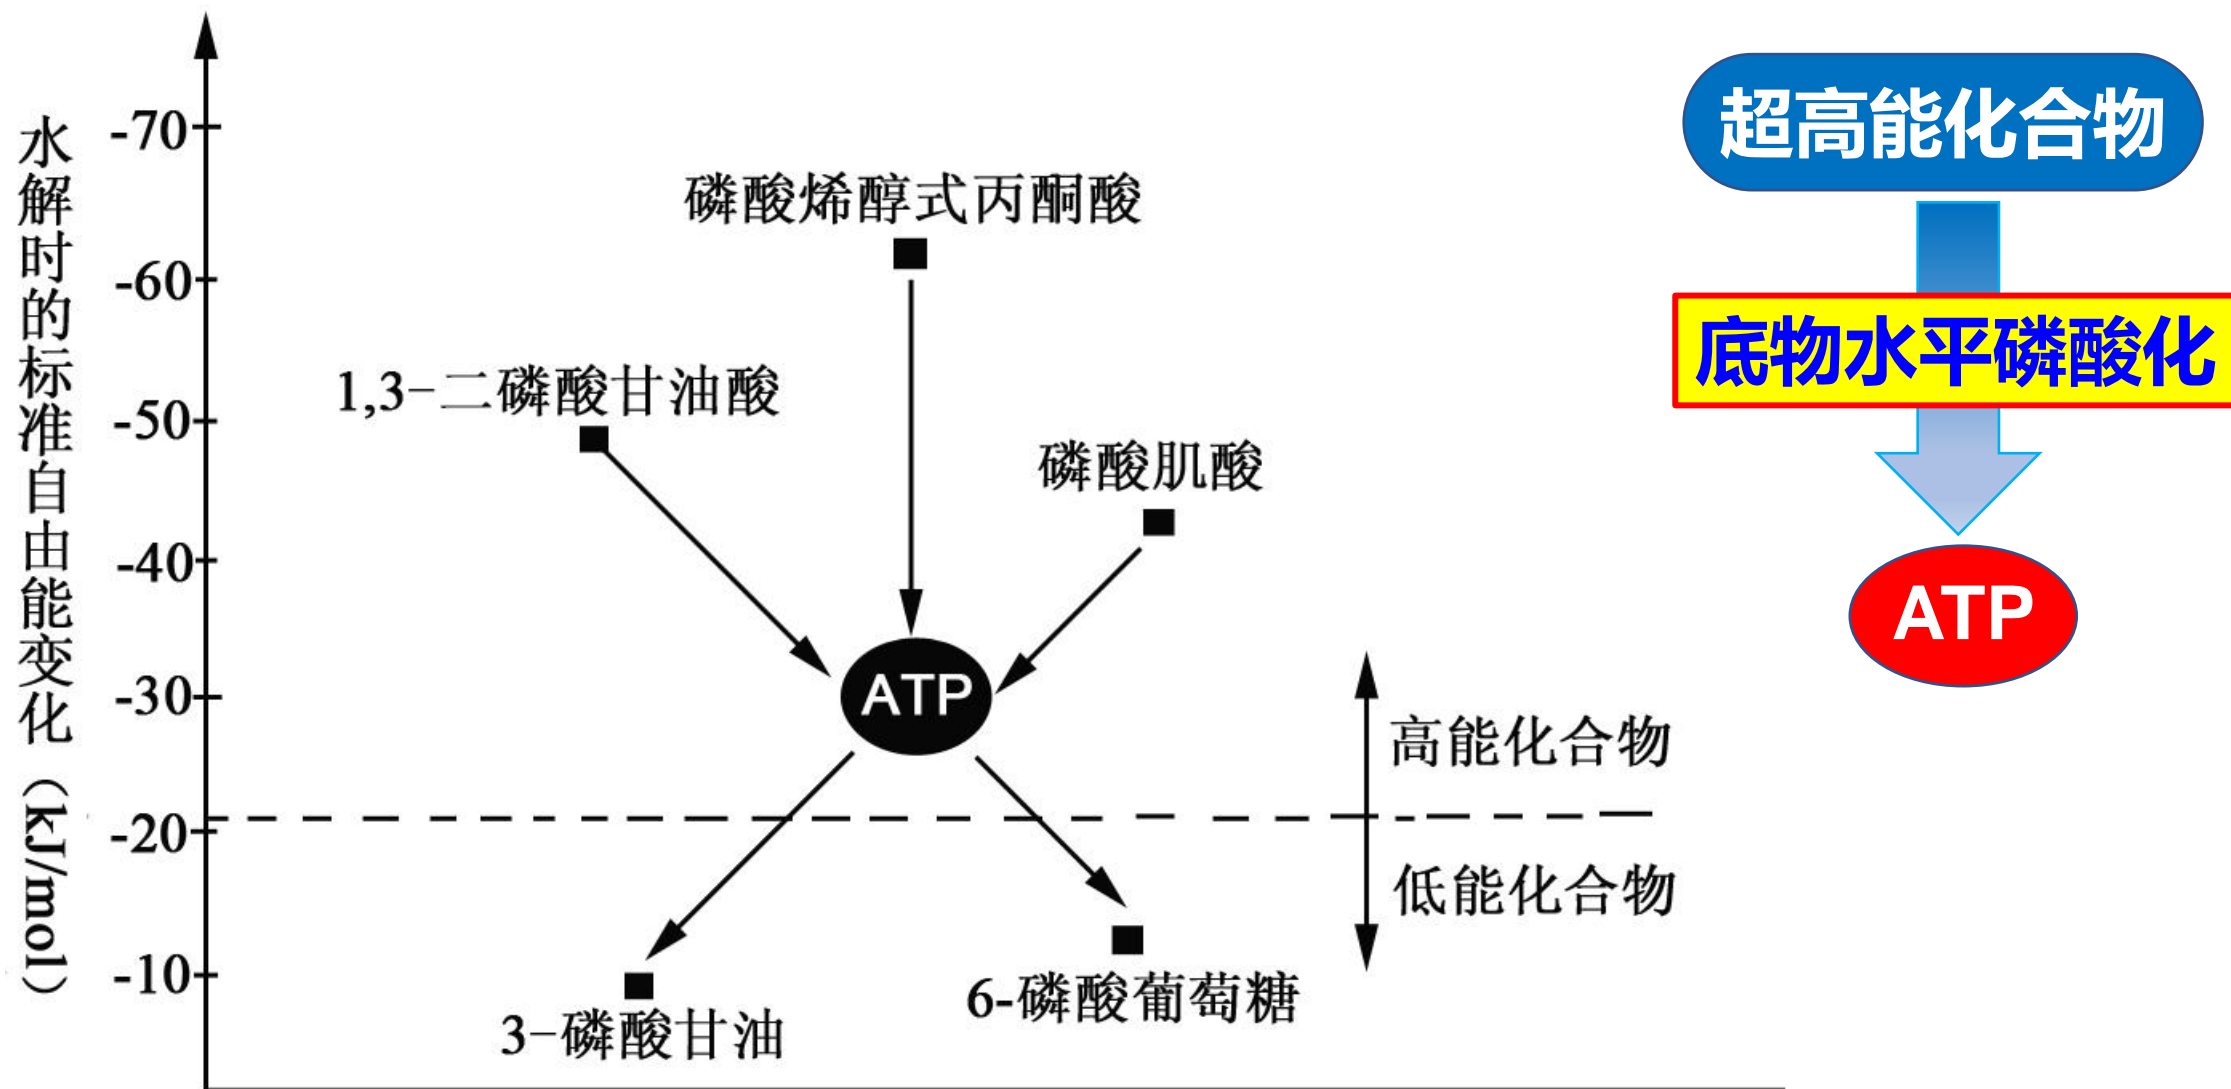 水解时的标准自由能变化（kJ/mol）
-70
-60
-50
-40
-30
-20
-10
磷酸烯醇式丙酮酸
1,3-二磷酸甘油酸
磷酸肌酸
ATP
高能化合物
低能化合物
3-磷酸甘油
6-磷酸葡萄糖
超高能化合物
底物水平磷酸化
ATP